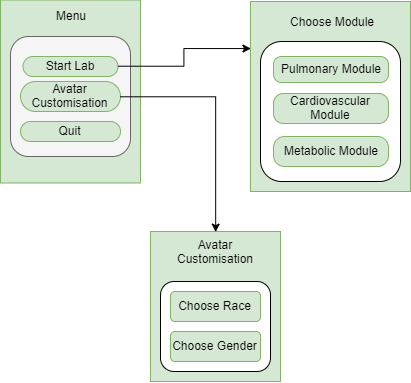 Menu
Start Lab
Avatar
Customisation
Quit
Choose Module
Pulmonary Module
Cardiovascular
Module
Metabolic Module
Avatar
Customisation
Choose Race
Choose Gender